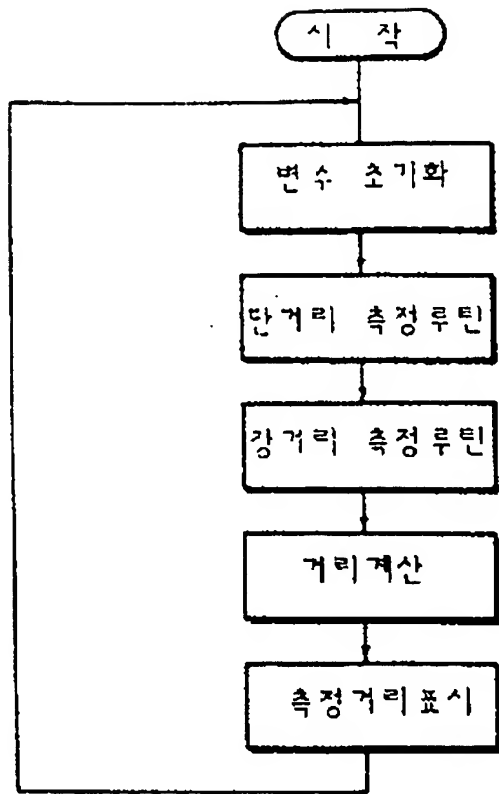 시 작
변수 초기화
단거리 측정루틴
장거리 측정루틴
거리계산
측정거리표시